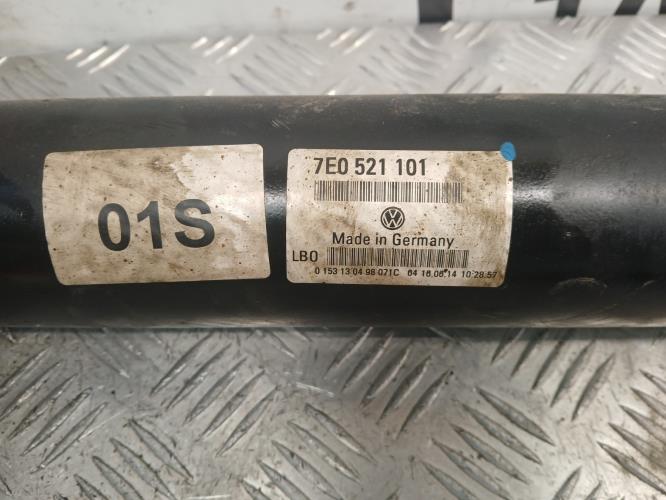 01S
7E0 521 101
Made in Germany
LBO
0 153 13 04 98 071C 64 16.06.14 10:28:57